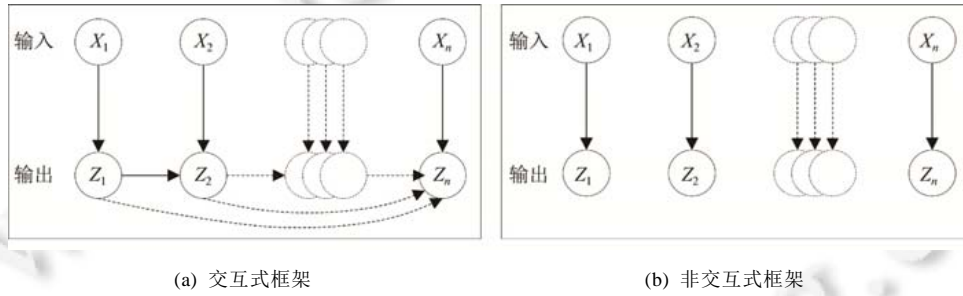 输入 X1 X2 Xn
输出 Z1 Z2 Zn
(a) 交互式框架
输入 X1 X2 Xn
输出 Z1 Z2 Zn
(b) 非交互式框架